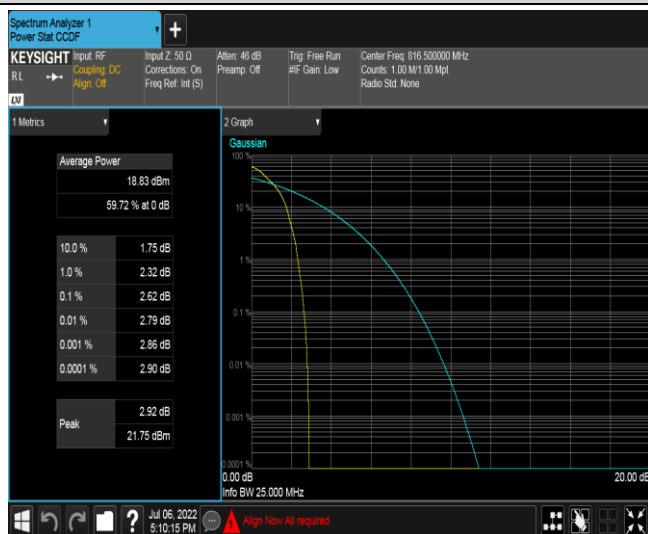 Spectrum Analyzer 1
Power Stat CCDF
+
KEYSIGHT Input: RF Input Z: 50 Ω Atten: 46 dB Trig: Free Run Center Freq: 816.500000 MHz
RL Coupling: DC Corrections: On Preamp: Off #IF Gain: Low Counts: 1.00 M/1.00 Mpt
Align: Off Freq Ref: Int (S) Radio Std: None
LXI
1 Metrics
Average Power
18.83 dBm
59.72 % at 0 dB
10.0 % 1.75 dB
1.0 % 2.32 dB
0.1 % 2.62 dB
0.01 % 2.79 dB
0.001 % 2.86 dB
0.0001 % 2.90 dB
Peak 2.92 dB
21.75 dBm
2 Graph
Gaussian
100 %
10 %
1 %
0.1 %
0.01 %
0.001 %
0.0001 %
0.00 dB 20.00 dB
Info BW 25.000 MHz
? Jul 06, 2022
5:10:15 PM
Align Now All required